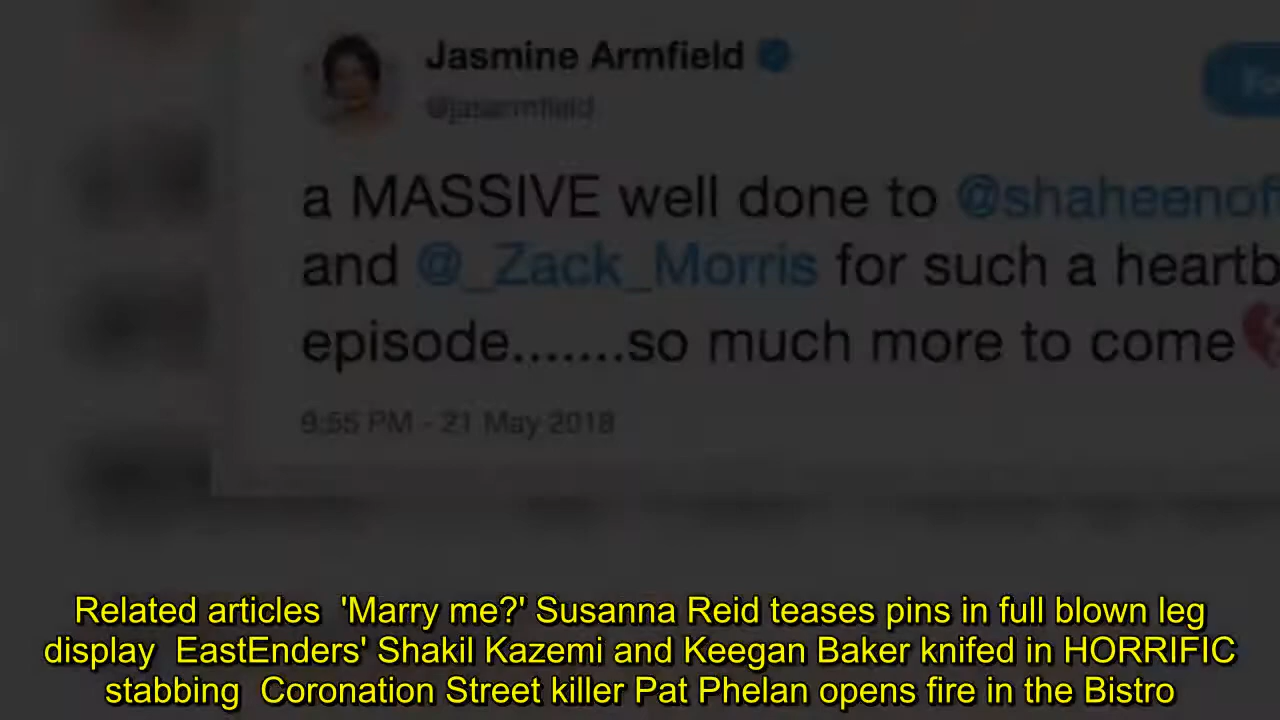 Jasmine Armfield
@jasarmfield
a MASSIVE well done to @shaheenof
and @_Zack_Morris for such a heartb
episode.......so much more to come
9:55 PM - 21 May 2018
Related articles 'Marry me?' Susanna Reid teases pins in full blown leg
display EastEnders' Shakil Kazemi and Keegan Baker knifed in HORRIFIC
stabbing Coronation Street killer Pat Phelan opens fire in the Bistro